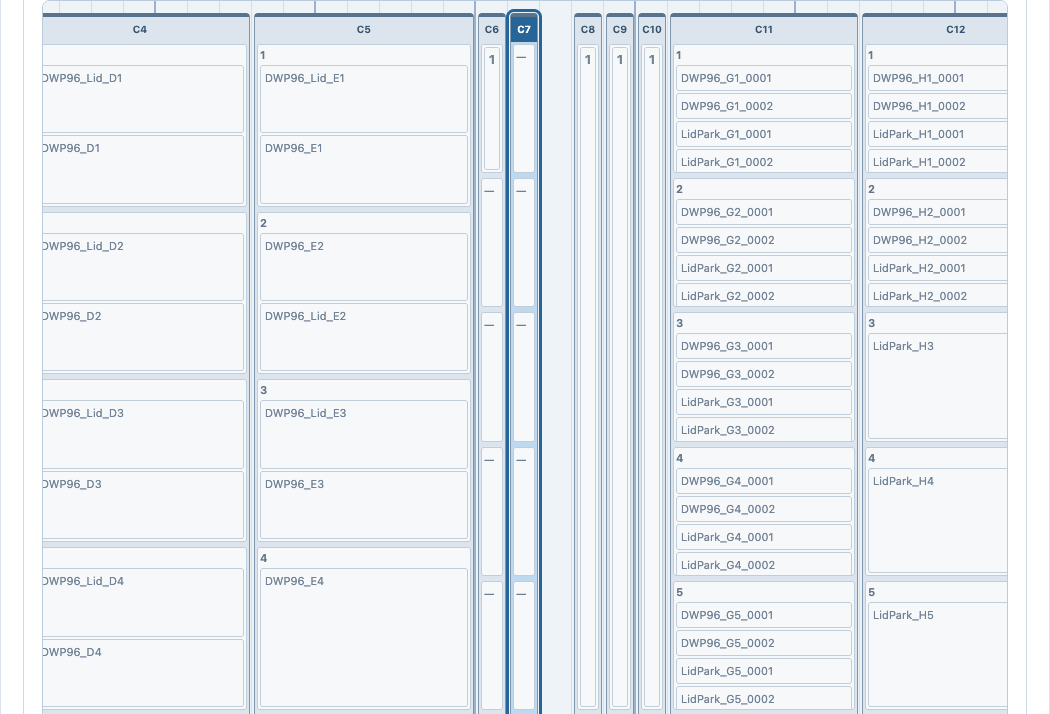 C4
C5
C6
C7
C8
C9
C10
C11
C12
DWP96_Lid_D1
DWP96_D1
DWP96_Lid_D2
DWP96_D2
DWP96_Lid_D3
DWP96_D3
DWP96_Lid_D4
DWP96_D4
1
DWP96_Lid_E1
DWP96_E1
2
DWP96_E2
DWP96_Lid_E2
3
DWP96_Lid_E3
DWP96_E3
4
DWP96_E4
1
—
—
—
—
—
—
—
—
—
1
1
1
1
DWP96_G1_0001
DWP96_G1_0002
LidPark_G1_0001
LidPark_G1_0002
2
DWP96_G2_0001
DWP96_G2_0002
LidPark_G2_0001
LidPark_G2_0002
3
DWP96_G3_0001
DWP96_G3_0002
LidPark_G3_0001
LidPark_G3_0002
4
DWP96_G4_0001
DWP96_G4_0002
LidPark_G4_0001
LidPark_G4_0002
5
DWP96_G5_0001
DWP96_G5_0002
LidPark_G5_0001
LidPark_G5_0002
1
DWP96_H1_0001
DWP96_H1_0002
LidPark_H1_0001
LidPark_H1_0002
2
DWP96_H2_0001
DWP96_H2_0002
LidPark_H2_0001
LidPark_H2_0002
3
LidPark_H3
4
LidPark_H4
5
LidPark_H5